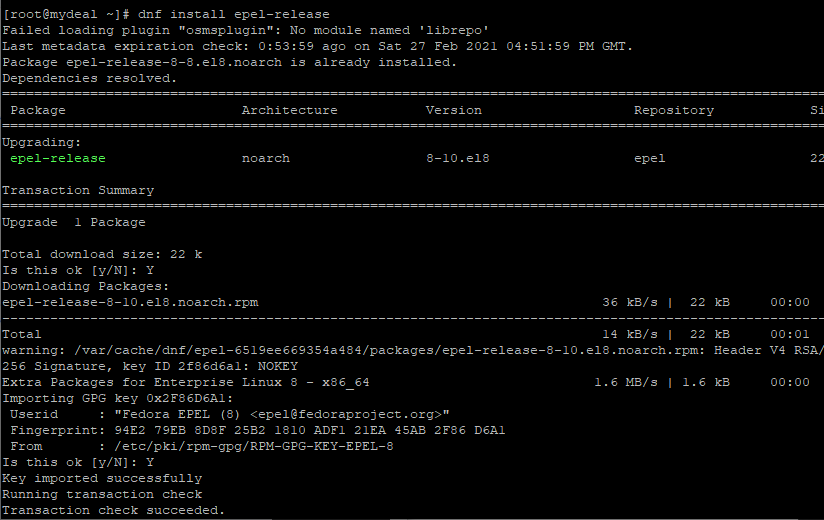 [root@mydeal ~]# dnf install epel-release
Failed loading plugin "osmsplugin": No module named 'librepo'
Last metadata expiration check: 0:53:59 ago on Sat 27 Feb 2021 04:51:59 PM GMT.
Package epel-release-8-8.el8.noarch is already installed.
Dependencies resolved.
================================================================================
Package Architecture Version Repository Si
================================================================================
Upgrading:
epel-release noarch 8-10.el8 epel 22
Transaction Summary
================================================================================
Upgrade  1 Package
Total download size: 22 k
Is this ok [y/N]: Y
Downloading Packages:
epel-release-8-10.el8.noarch.rpm 36 kB/s |  22 kB     00:00
--------------------------------------------------------------------------------
Total 14 kB/s |  22 kB     00:01
warning: /var/cache/dnf/epel-6519ee669354a484/packages/epel-release-8-10.el8.noarch.rpm: Header V4 RSA/
256 Signature, key ID 2f86d6a1: NOKEY
Extra Packages for Enterprise Linux 8 - x86_64 1.6 MB/s | 1.6 kB     00:00
Importing GPG key 0x2F86D6A1:
Userid     : "Fedora EPEL (8) <epel@fedoraproject.org>"
Fingerprint: 94E2 79EB 8D8F 25B2 1810 ADF1 21EA 45AB 2F86 D6A1
From       : /etc/pki/rpm-gpg/RPM-GPG-KEY-EPEL-8
Is this ok [y/N]: Y
Key imported successfully
Running transaction check
Transaction check succeeded.